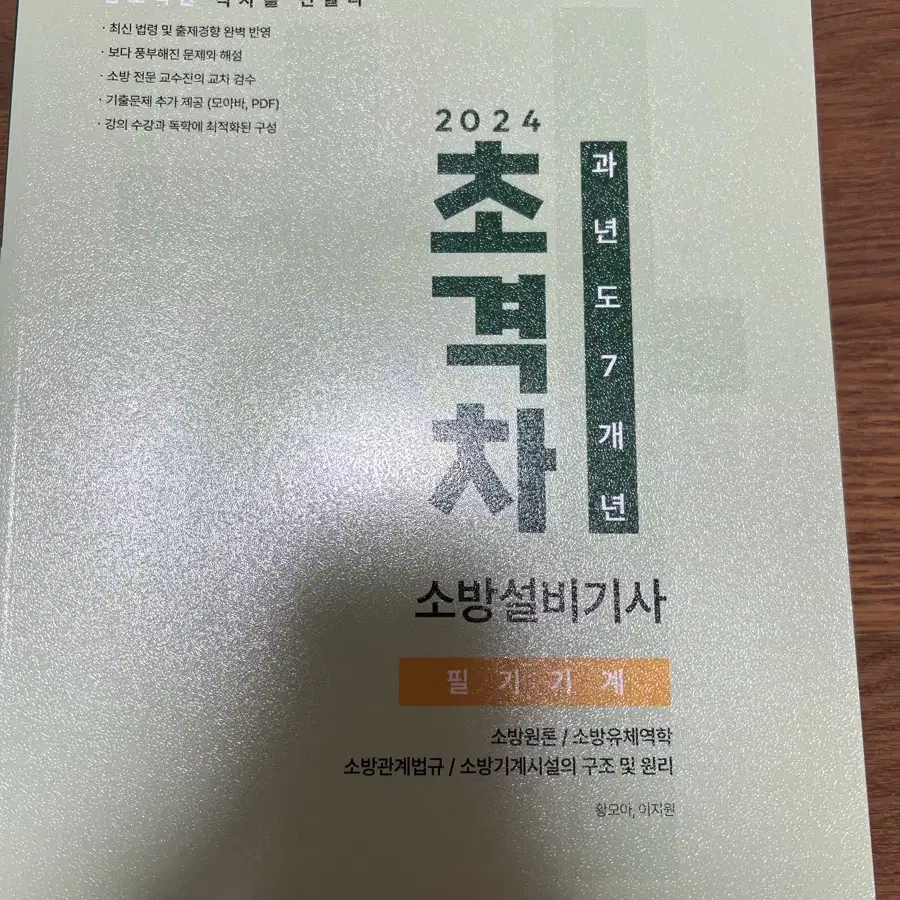 · 최신 법령 및 출제경향 완벽 반영
· 보다 풍부해진 문제와 해설
· 소방 전문 교수진의 교차 검수
· 기출문제 추가 제공 (모아바, PDF)
· 강의 수강과 독학에 최적화된 구성
2024
초격차
과년도7개년
소방설비기사
필기기계
소방원론 / 소방유체역학
소방관계법규 / 소방기계시설의 구조 및 원리
황모아, 이지원